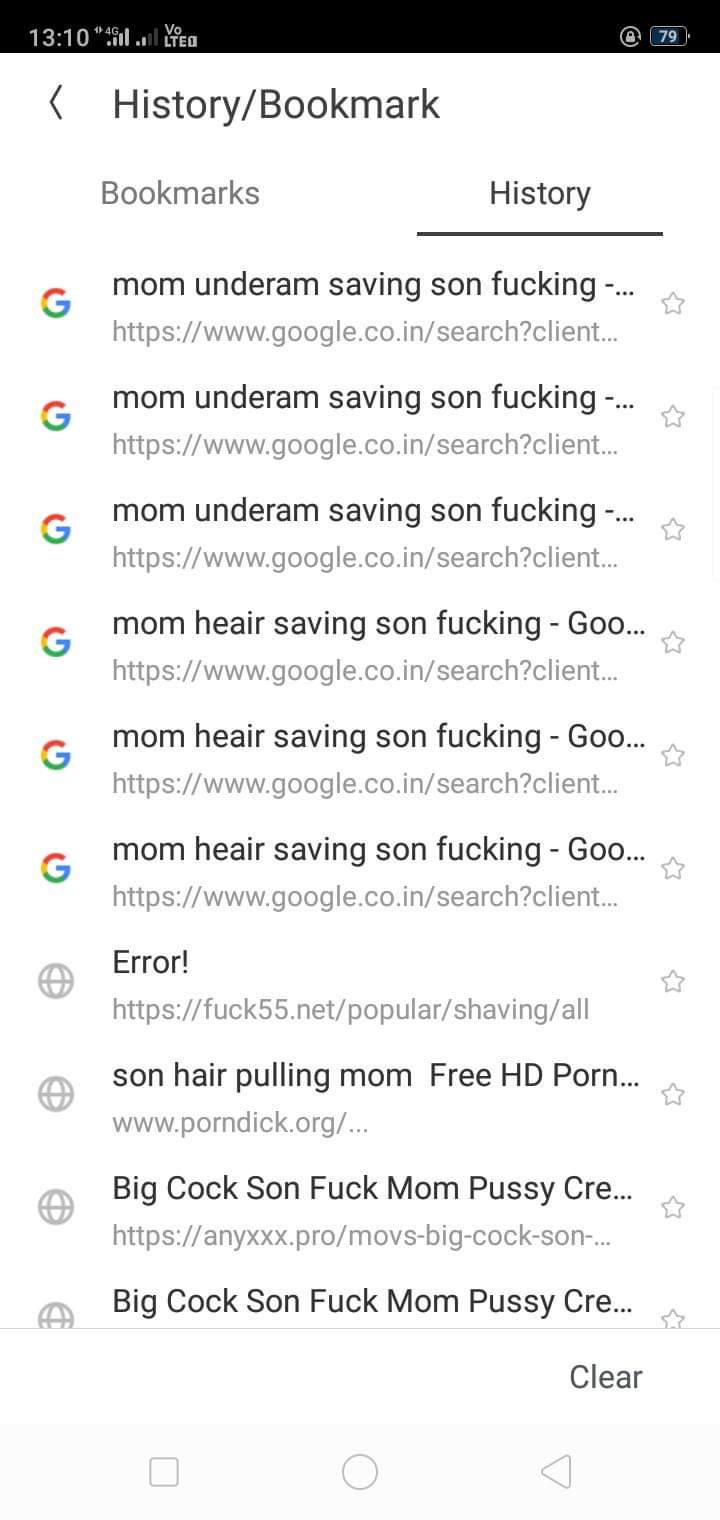 13:10 4G Vo LTE 79
History/Bookmark
Bookmarks
History
mom underam saving son fucking -...
https://www.google.co.in/search?client...
mom underam saving son fucking -...
https://www.google.co.in/search?client...
mom underam saving son fucking -...
https://www.google.co.in/search?client...
mom heair saving son fucking - Goo...
https://www.google.co.in/search?client...
mom heair saving son fucking - Goo...
https://www.google.co.in/search?client...
mom heair saving son fucking - Goo...
https://www.google.co.in/search?client...
Error!
https://fuck55.net/popular/shaving/all
son hair pulling mom  Free HD Porn...
www.porndick.org/...
Big Cock Son Fuck Mom Pussy Cre...
https://anyxxx.pro/movs-big-cock-son-...
Big Cock Son Fuck Mom Pussy Cre...
Clear